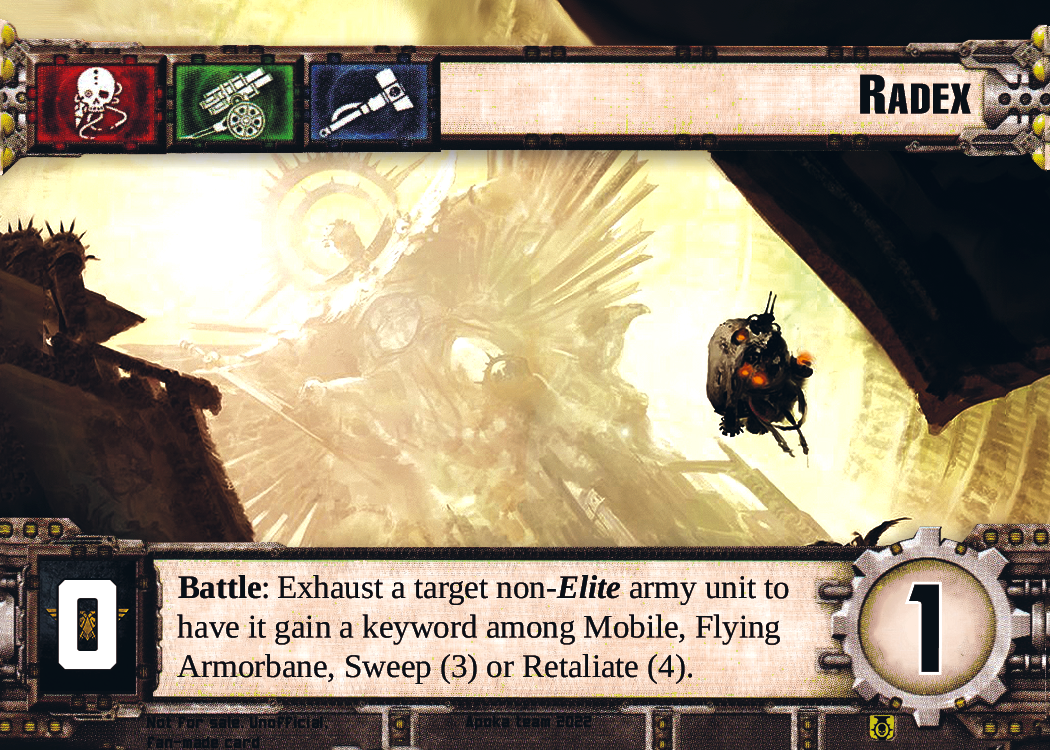 RADEX
0
Battle: Exhaust a target non-Elite army unit to
have it gain a keyword among Mobile, Flying
Armorbane, Sweep (3) or Retaliate (4).
1
Not for sale. Unofficial.
Fan-made card
Apoka team 2022